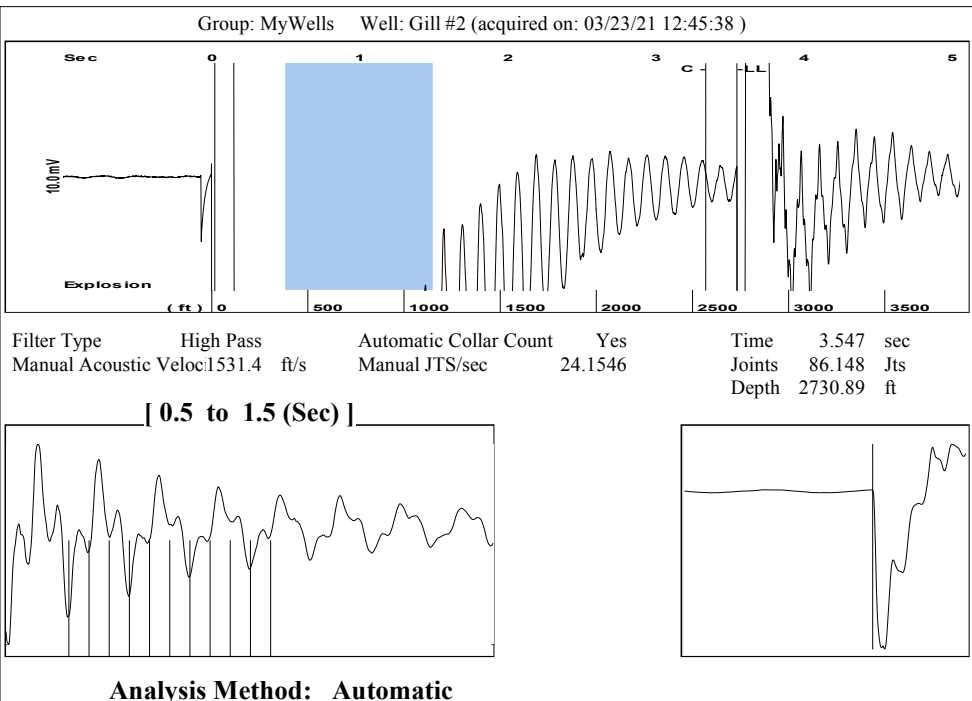 Group: MyWells Well: Gill #2 (acquired on: 03/23/21 12:45:38 )
Sec 0 1 2 3 4 5
C - -LL
10.0 mV
Explosion
( ft ) 0 500 1000 1500 2000 2500 3000 3500
Filter Type High Pass Automatic Collar Count Yes Time 3.547 sec
Manual Acoustic Veloci1531.4 ft/s Manual JTS/sec 24.1546 Joints 86.148 Jts
Depth 2730.89 ft
[ 0.5 to 1.5 (Sec) ]
Analysis Method: Automatic